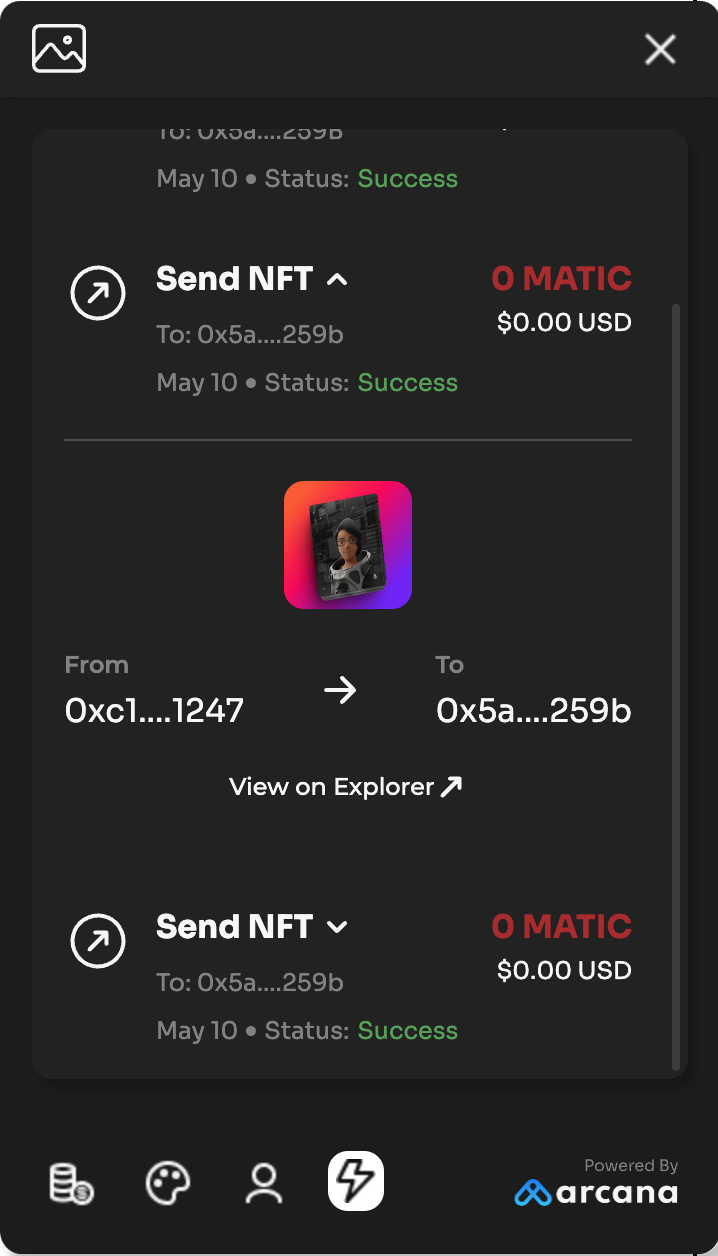 To: 0x5a....259B
May 10 • Status: Success
Send NFT
0 MATIC
To: 0x5a....259b
$0.00 USD
May 10 • Status: Success
From
To
0xc1....1247
0x5a....259b
View on Explorer
Send NFT
0 MATIC
To: 0x5a....259b
$0.00 USD
May 10 • Status: Success
Powered By
arcana